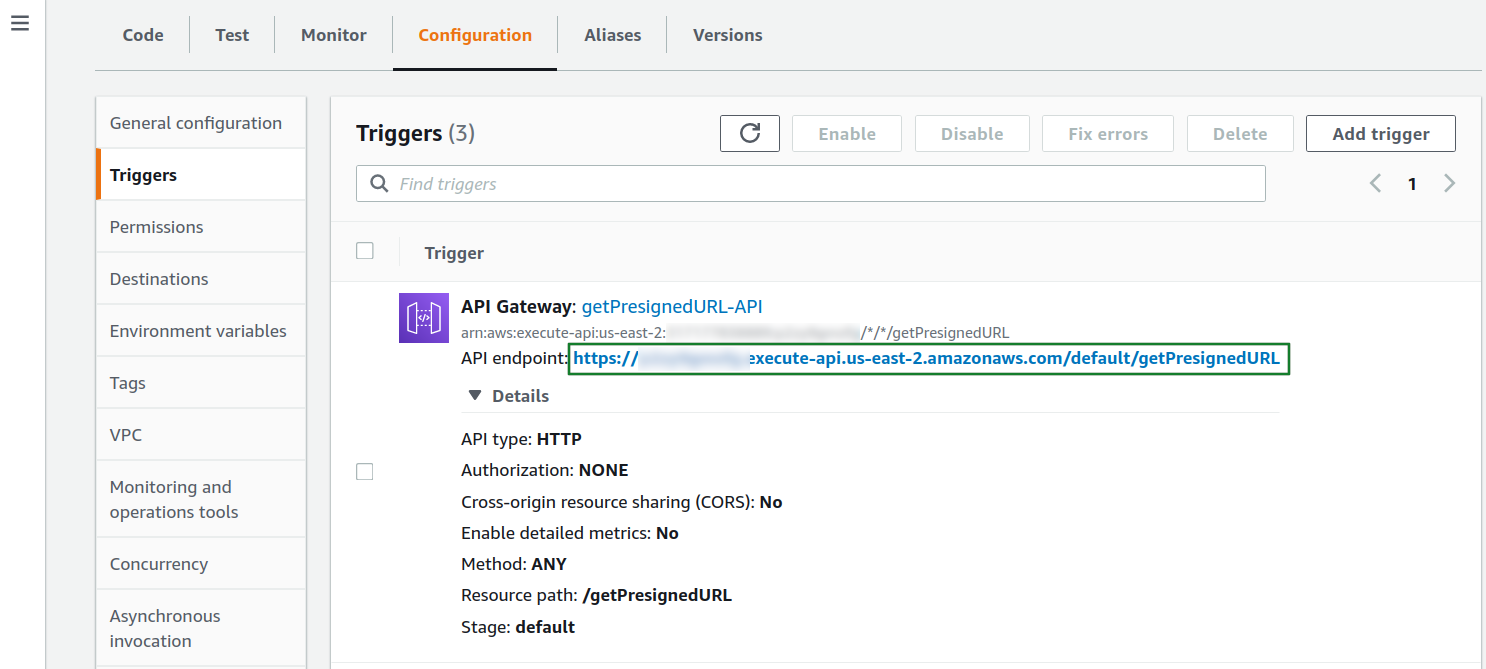 Code Test Monitor Configuration Aliases Versions
General configuration
Triggers
Permissions
Destinations
Environment variables
Tags
VPC
Monitoring and
operations tools
Concurrency
Asynchronous
invocation
Triggers (3)
Enable Disable Fix errors Delete Add trigger
Find triggers
1
Trigger
API Gateway: getPresignedURL-API
arn:aws:execute-api:us-east-2: /*/*/getPresignedURL
API endpoint: https:// execute-api.us-east-2.amazonaws.com/default/getPresignedURL
Details
API type: HTTP
Authorization: NONE
Cross-origin resource sharing (CORS): No
Enable detailed metrics: No
Method: ANY
Resource path: /getPresignedURL
Stage: default